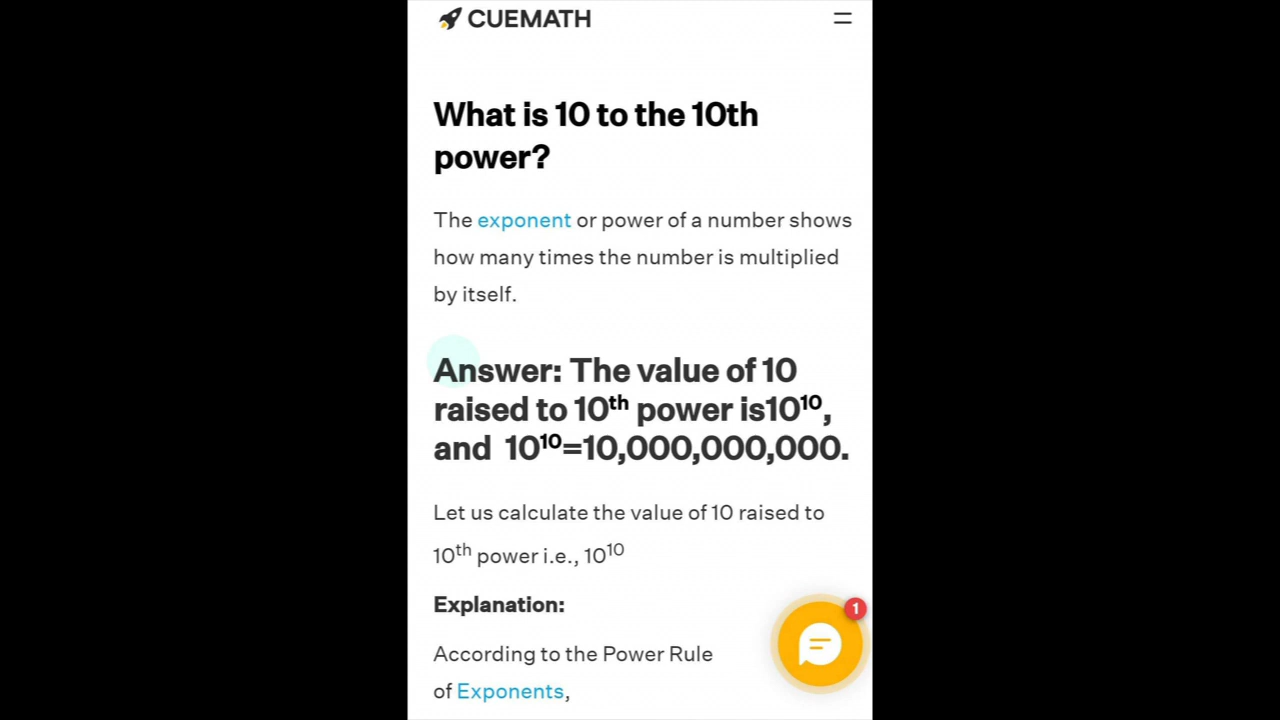 CUEMATH
What is 10 to the 10th
power?
The exponent or power of a number shows
how many times the number is multiplied
by itself.
Answer: The value of 10
raised to 10th power is10¹⁰,
and 10¹⁰=10,000,000,000.
Let us calculate the value of 10 raised to
10th power i.e., 10¹⁰
Explanation:
1
According to the Power Rule
of Exponents,